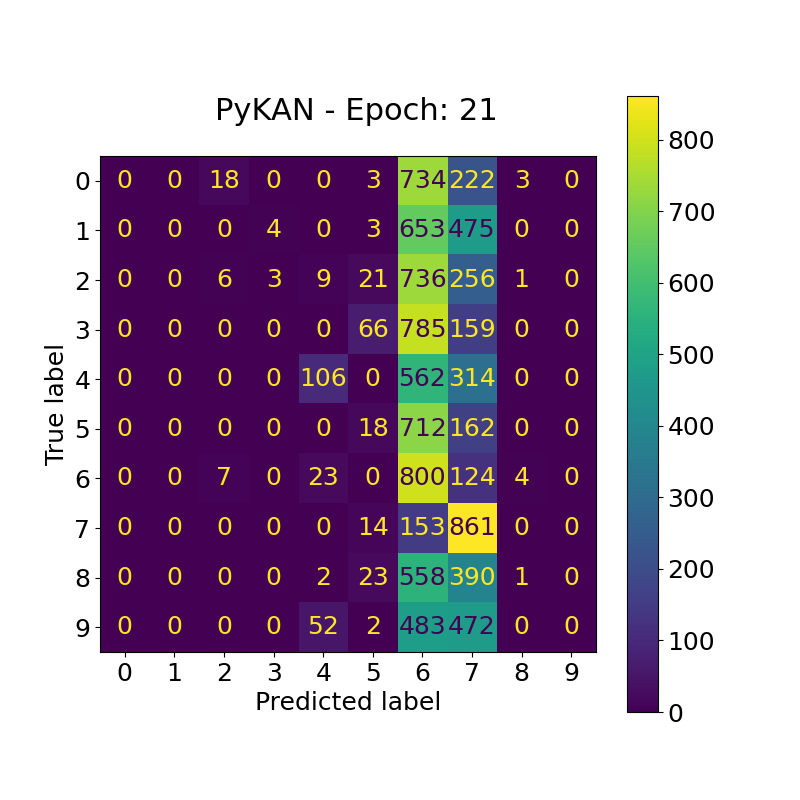 PyKAN - Epoch: 21
0 0 0 18 0 0 3 734 222 3 0
1 0 0 0 4 0 3 653 475 0 0
2 0 0 6 3 9 21 736 256 1 0
3 0 0 0 0 0 66 785 159 0 0
4 0 0 0 0 106 0 562 314 0 0
5 0 0 0 0 0 18 712 162 0 0
6 0 0 7 0 23 0 800 124 4 0
7 0 0 0 0 0 14 153 861 0 0
8 0 0 0 0 2 23 558 390 1 0
9 0 0 0 0 52 2 483 472 0 0
0 1 2 3 4 5 6 7 8 9
Predicted label
True label
800
700
600
500
400
300
200
100
0